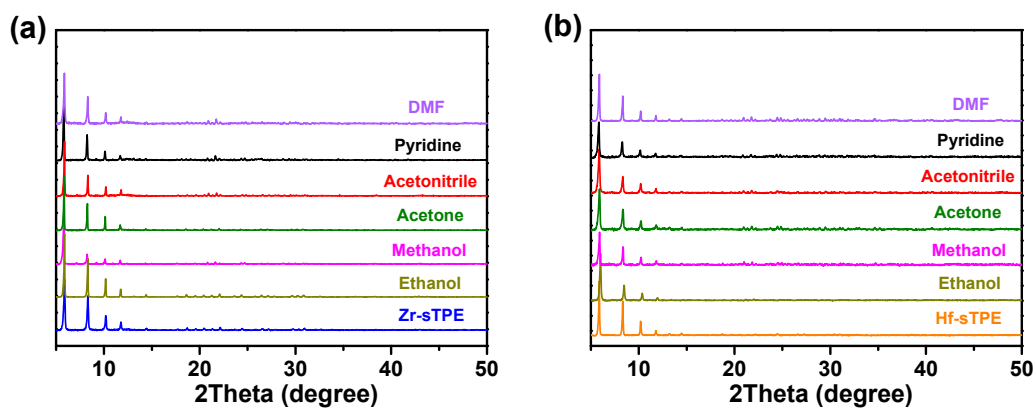 (a)
DMF
Pyridine
Acetonitrile
Acetone
Methanol
Ethanol
Zr-sTPE
10 20 30 40 50
2Theta (degree)
(b)
DMF
Pyridine
Acetonitrile
Acetone
Methanol
Ethanol
Hf-sTPE
10 20 30 40 50
2Theta (degree)